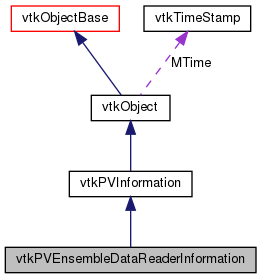 vtkObjectBase
vtkTimeStamp
MTime
vtkObject
vtkPVInformation
vtkPVEnsembleDataReaderInformation